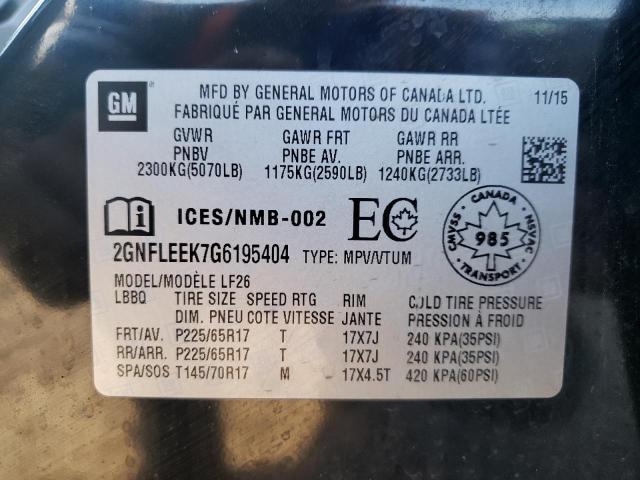 GM
MFD BY GENERAL MOTORS OF CANADA LTD. 11/15
FABRIQUÉ PAR GENERAL MOTORS DU CANADA LTÉE
GVWR GAWR FRT GAWR RR
PNBV PNBE AV. PNBE ARR.
2300KG(5070LB) 1175KG(2590LB) 1240KG(2733LB)
i ICES/NMB-002 EC CANADA CMVSS 985 NSVAC
2GNFLEEK7G6195404 TYPE: MPV/VTUM
MODEL/MODÈLE LF26
LBBQ TIRE SIZE SPEED RTG RIM COLD TIRE PRESSURE
DIM. PNEU COTE VITESSE JANTE PRESSION À FROID
FRT/AV. P225/65R17 T 17X7J 240 KPA(35PSI)
RR/ARR. P225/65R17 T 17X7J 240 KPA(35PSI)
SPA/SOS T145/70R17 M 17X4.5T 420 KPA(60PSI)